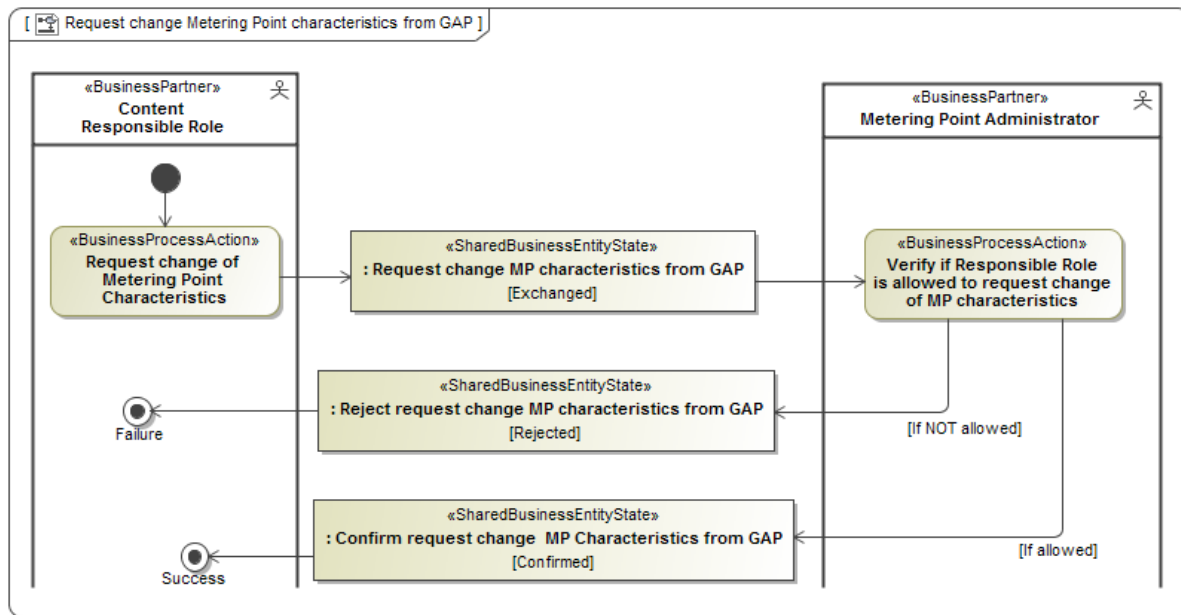 [ Request change Metering Point characteristics from GAP ]
«BusinessPartner»
Content
Responsible Role
«BusinessPartner»
Metering Point Administrator
«BusinessProcessAction»
Request change of
Metering Point
Characteristics
«SharedBusinessEntityState»
: Request change MP characteristics from GAP
[Exchanged]
«BusinessProcessAction»
Verify if Responsible Role
is allowed to request change
of MP characteristics
«SharedBusinessEntityState»
: Reject request change MP characteristics from GAP
[Rejected]
[If NOT allowed]
Failure
«SharedBusinessEntityState»
: Confirm request change  MP Characteristics from GAP
[Confirmed]
[If allowed]
Success